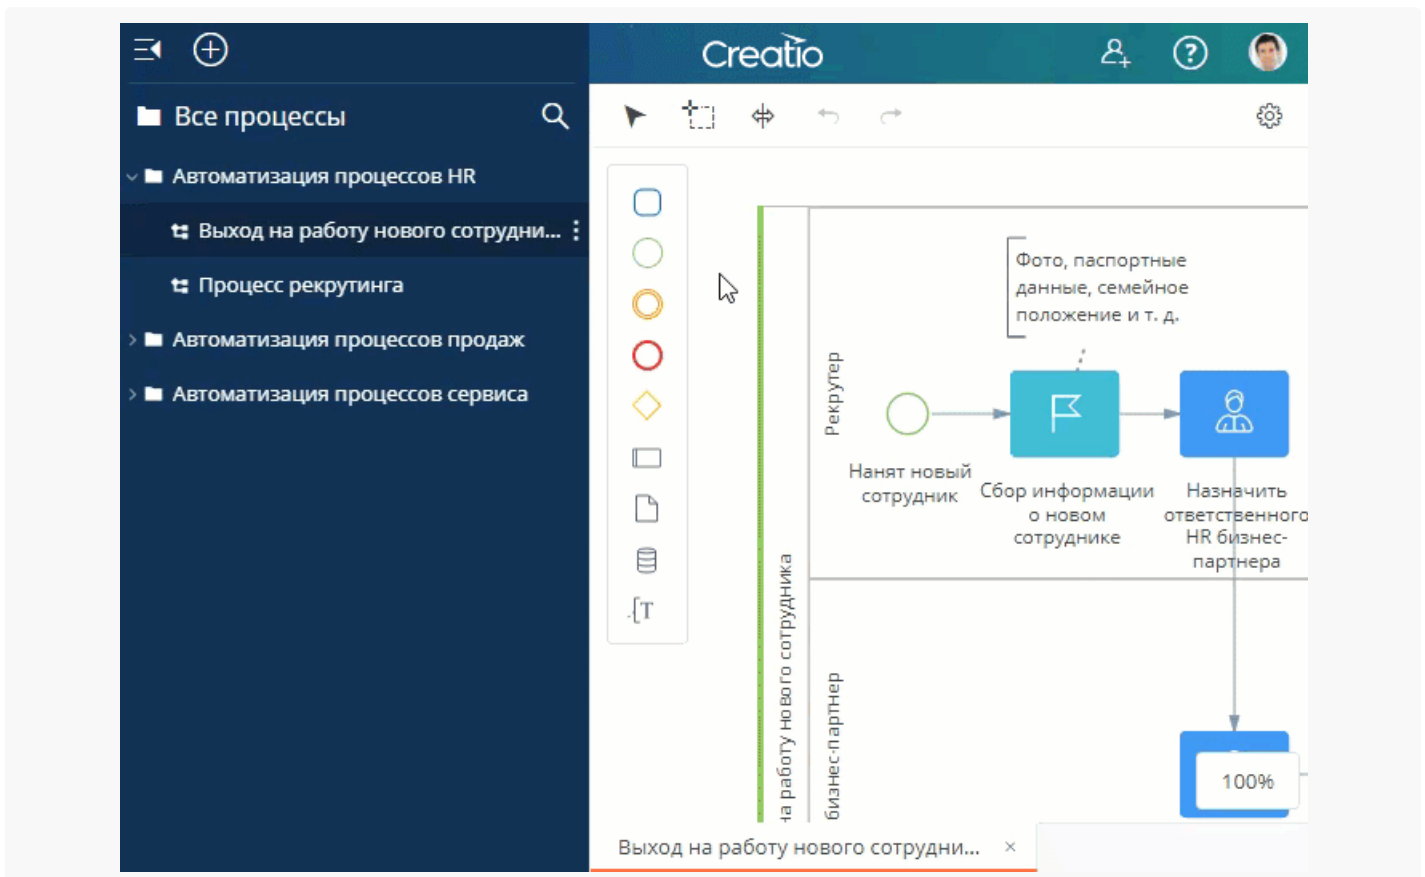 Creatio
Все процессы
Автоматизация процессов HR
Выход на работу нового сотрудни...
Процесс рекрутинга
Автоматизация процессов продаж
Автоматизация процессов сервиса
T
Фото, паспортные
данные, семейное
положение и т. д.
Рекрутер
Нанят новый
сотрудник
Сбор информации
о новом
сотруднике
Назначить
ответственного
HR бизнес-
партнера
на работу нового сотрудника
бизнес-партнер
100%
Выход на работу нового сотрудни...